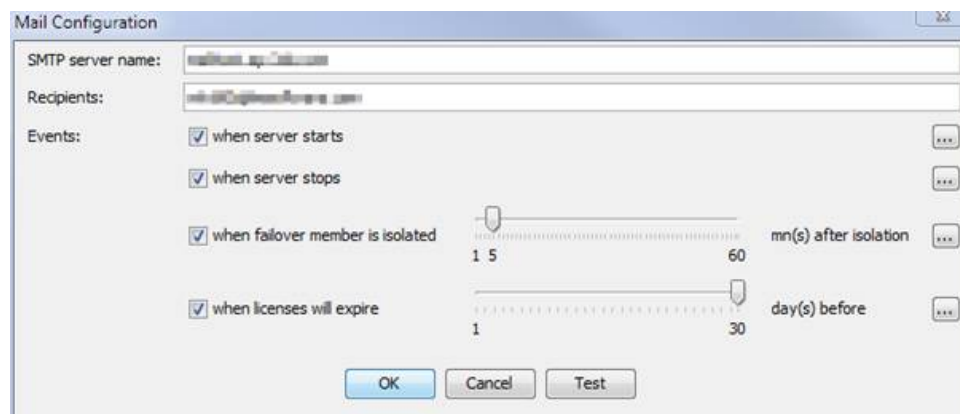 Mail Configuration
SMTP server name:
Recipients:
Events:
when server starts
...
when server stops
...
when failover member is isolated
1 5 60
mn(s) after isolation
...
when licenses will expire
1 30
day(s) before
...
OK Cancel Test